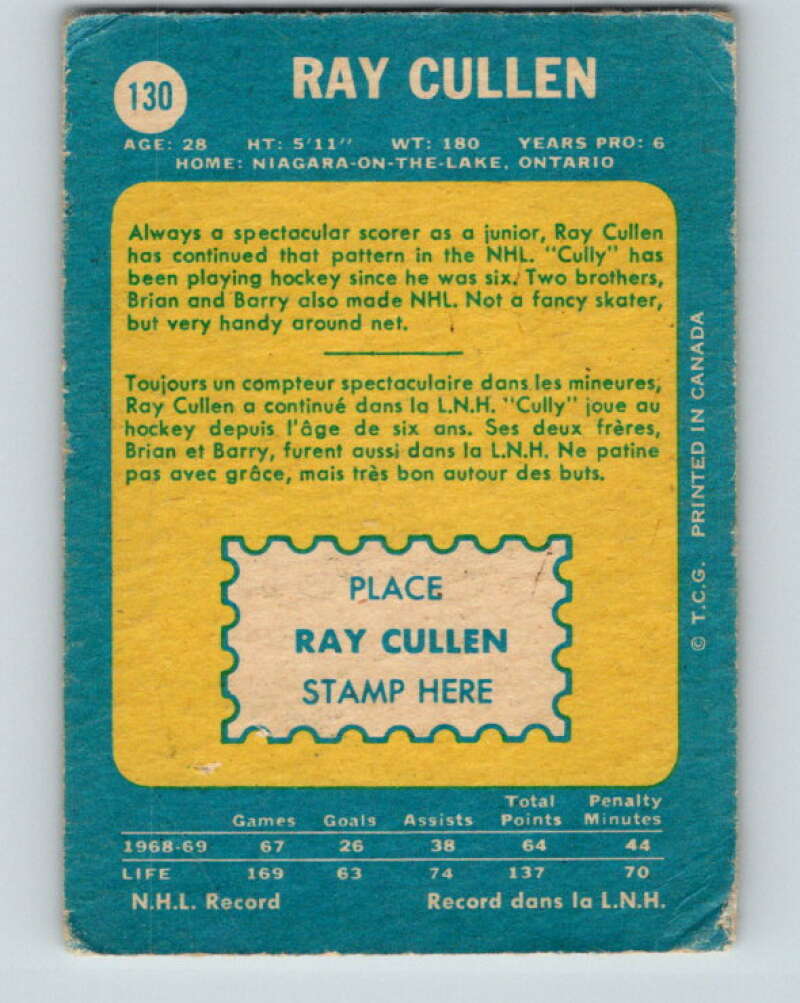 130
RAY CULLEN
AGE: 28 HT: 5'11" WT: 180 YEARS PRO: 6
HOME: NIAGARA-ON-THE-LAKE, ONTARIO
Always a spectacular scorer as a junior, Ray Cullen
has continued that pattern in the NHL. "Cully" has
been playing hockey since he was six. Two brothers,
Brian and Barry also made NHL. Not a fancy skater,
but very handy around net.
Toujours un compteur spectaculaire dans les mineures,
Ray Cullen a continué dans la L.N.H. "Cully" joue au
hockey depuis l'âge de six ans. Ses deux frères,
Brian et Barry, furent aussi dans la L.N.H. Ne patine
pas avec grâce, mais très bon autour des buts.
PLACE
RAY CULLEN
STAMP HERE
© T.C.G. PRINTED IN CANADA
Games Goals Assists Total Points Penalty Minutes
1968-69 67 26 38 64 44
LIFE 169 63 74 137 70
N.H.L. Record Record dans la L.N.H.